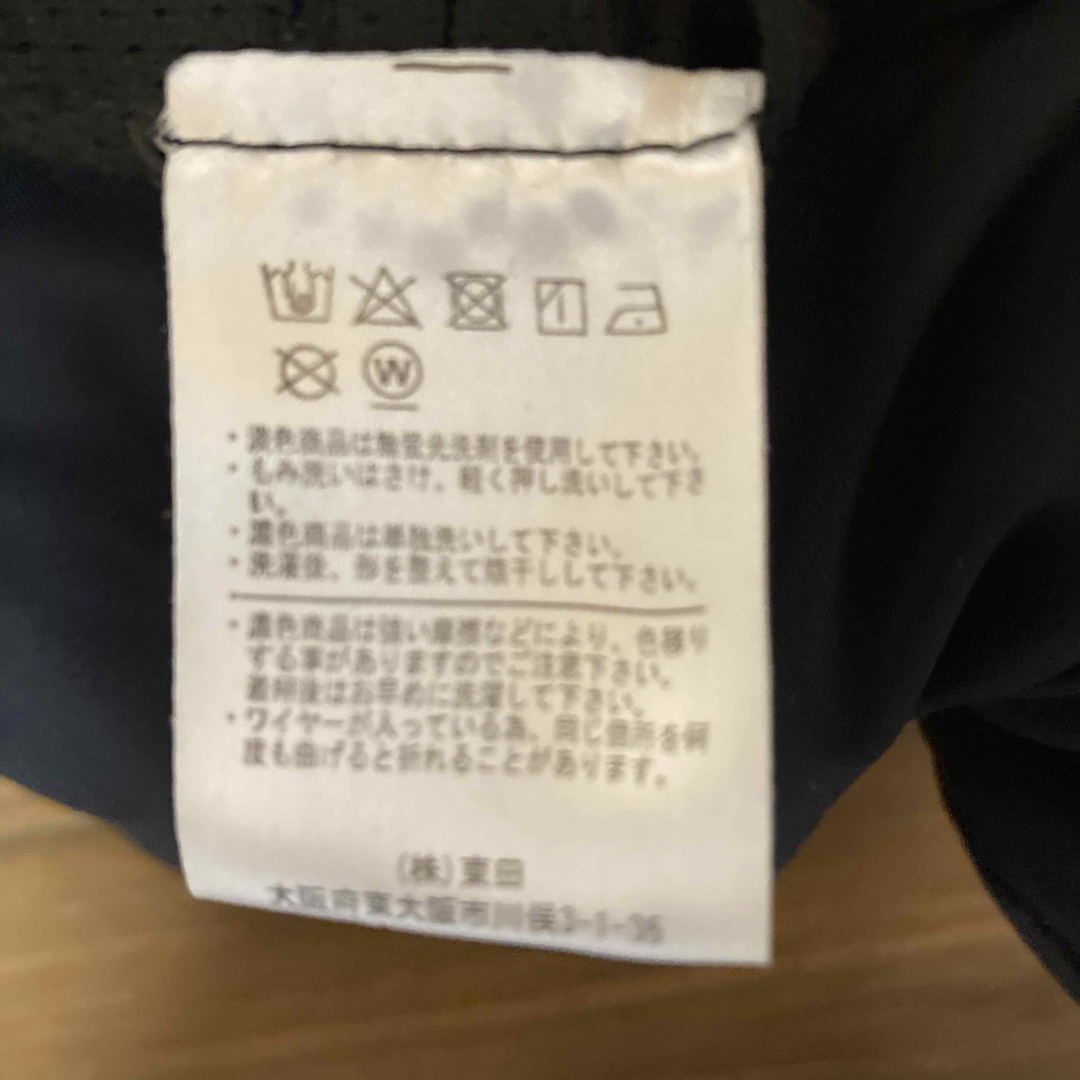 W
・濃色商品は無蛍光洗剤を使用して下さい。
・もみ洗いはさけ、軽く押し洗いして下さ
い。
・濃色商品は単独洗いして下さい。
・洗濯後、形を整えて陰干しして下さい。
・濃色商品は強い摩擦などにより、色移り
する事がありますのでご注意下さい。
着用後はお早めに洗濯して下さい。
・ワイヤーが入っている為、同じ個所を何
度も曲げると折れることがあります。
(株)東田
大阪府東大阪市川俣3-1-35